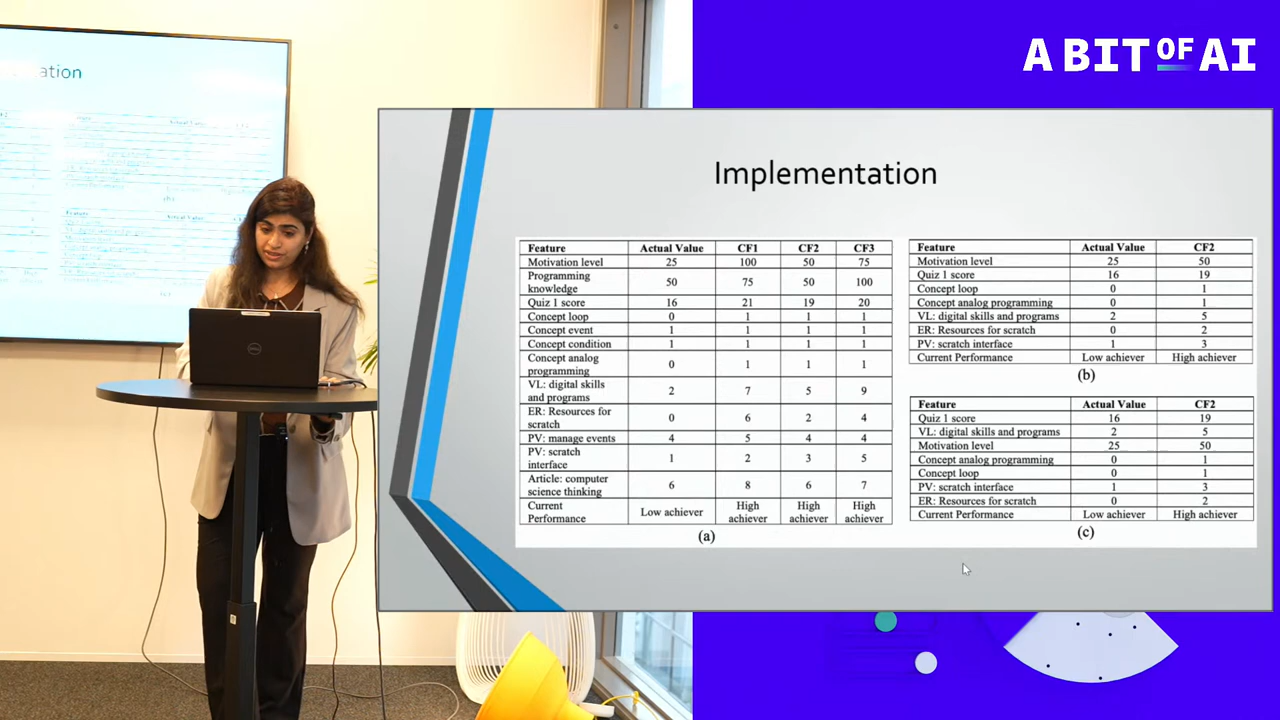 A BIT OF AI
ation
Implementation
Feature Actual Value CF1 CF2 CF3
Motivation level 25 100 50 75
Programming
knowledge 50 75 50 100
Quiz 1 score 16 21 19 20
Concept loop 0 1 1 1
Concept event 1 1 1 1
Concept condition 1 1 1 1
Concept analog
programming 0 1 1 1
VL: digital skills
and programs 2 7 5 9
ER: Resources for
scratch 0 6 2 4
PV: manage events 4 5 4 4
PV: scratch
interface 1 2 3 5
Article: computer
science thinking 6 8 6 7
Current
Performance Low achiever High achiever High achiever High achiever
(a)
Feature Actual Value CF2
Motivation level 25 50
Quiz 1 score 16 19
Concept loop 0 1
Concept analog programming 0 1
VL: digital skills and programs 2 5
ER: Resources for scratch 0 2
PV: scratch interface 1 3
Current Performance Low achiever High achiever
(b)
Feature Actual Value CF2
Quiz 1 score 16 19
VL: digital skills and programs 2 5
Motivation level 25 50
Concept analog programming 0 1
Concept loop 0 1
PV: scratch interface 1 3
ER: Resources for scratch 0 2
Current Performance Low achiever High achiever
(c)
DELL